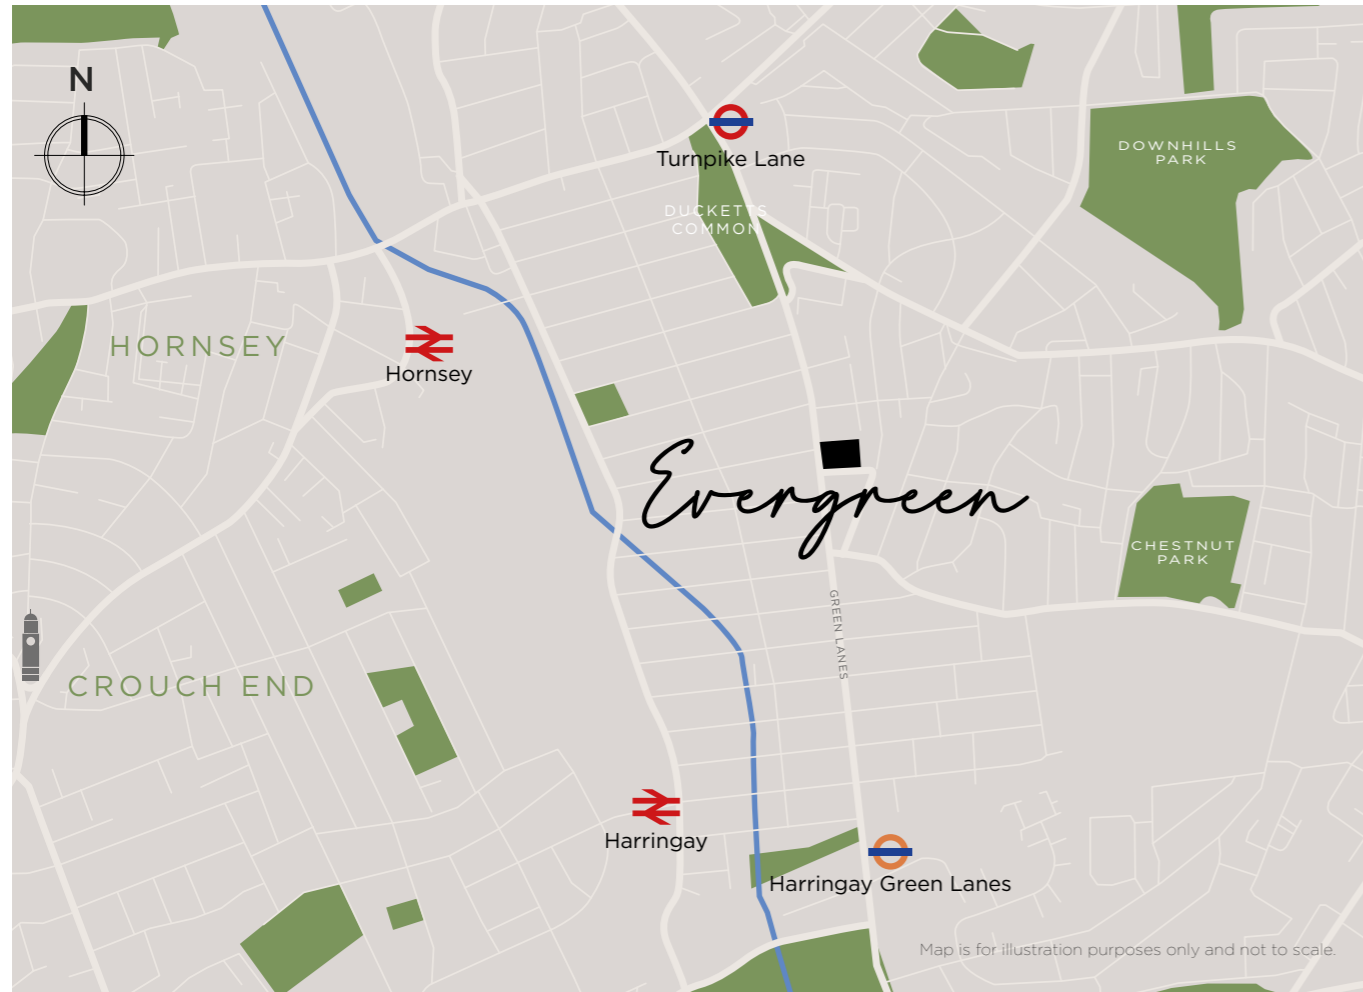 N
Turnpike Lane
DOWNHILLS
PARK
DUCKETTS
COMMON
HORNSEY
Hornsey
Evergreen
CHESTNUT
PARK
GREEN LANES
CROUCH END
Harringay
Harringay Green Lanes
Map is for illustration purposes only and not to scale.